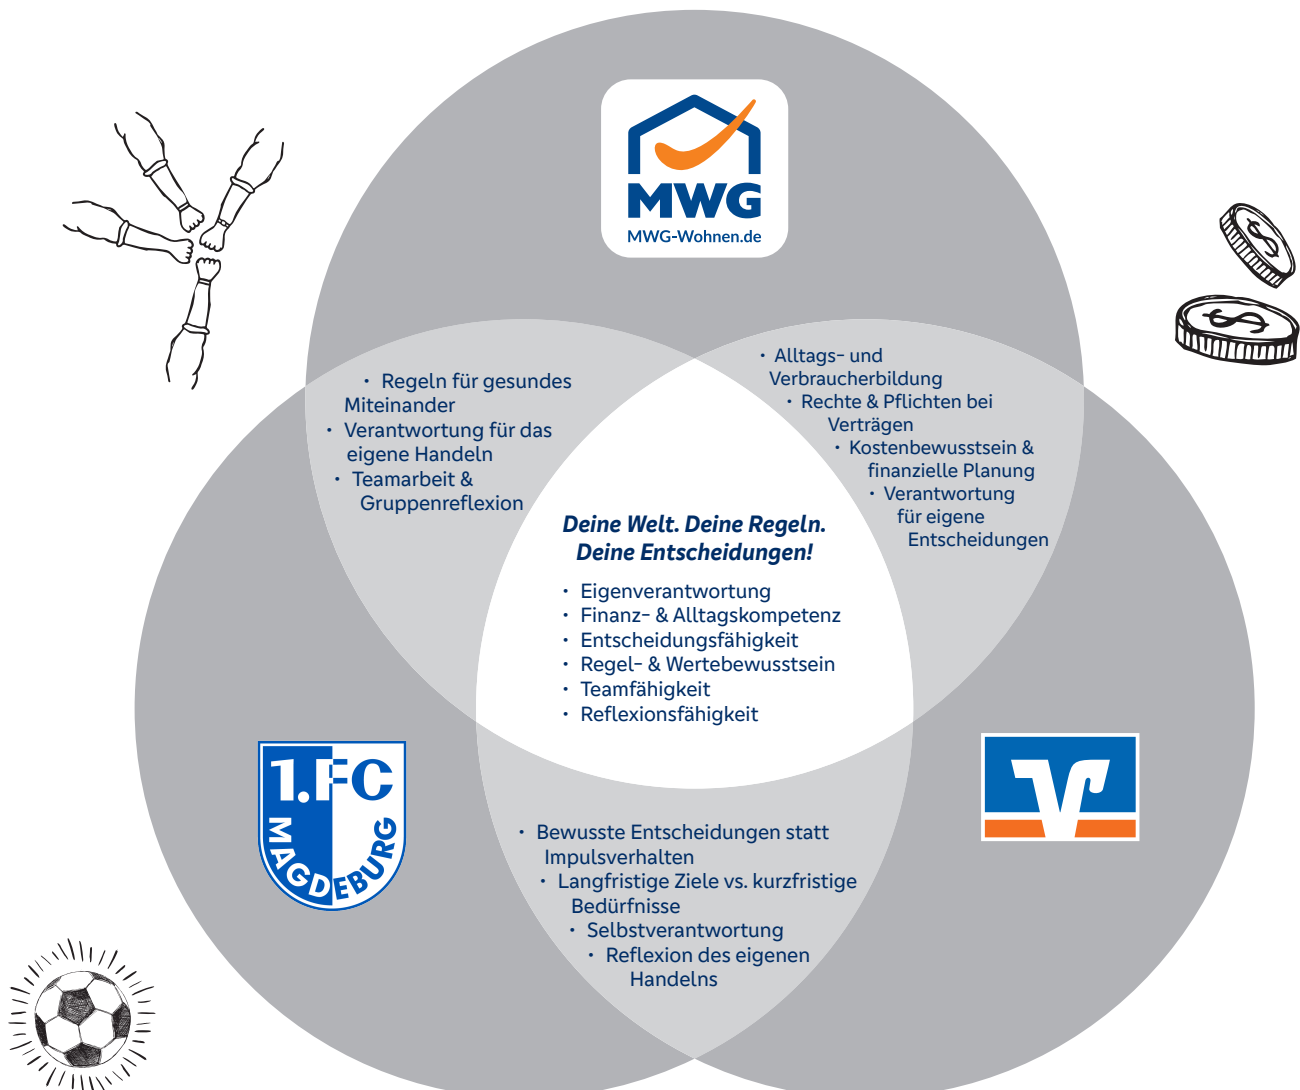 MWG
MWG-Wohnen.de
• Regeln für gesundes
Miteinander
• Verantwortung für das
eigene Handeln
• Teamarbeit &
Gruppenreflexion
• Alltags- und
Verbraucherbildung
• Rechte & Pflichten bei
Verträgen
• Kostenbewusstsein &
finanzielle Planung
• Verantwortung
für eigene
Entscheidungen
Deine Welt. Deine Regeln.
Deine Entscheidungen!
• Eigenverantwortung
• Finanz- & Alltagskompetenz
• Entscheidungsfähigkeit
• Regel- & Wertebewusstsein
• Teamfähigkeit
• Reflexionsfähigkeit
1.FC
MAGDEBURG
• Bewusste Entscheidungen statt
Impulsverhalten
• Langfristige Ziele vs. kurzfristige
Bedürfnisse
• Selbstverantwortung
• Reflexion des eigenen
Handelns